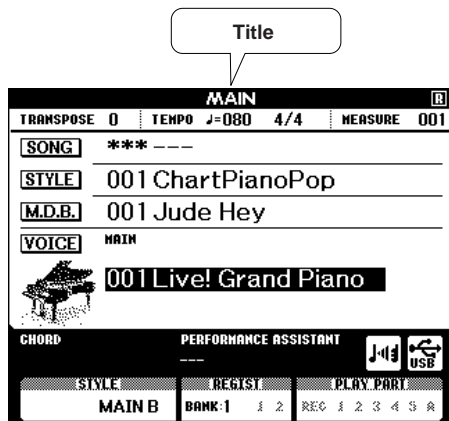 Title
MAIN R
TRANSPOSE 0 TEMPO ♩=080 4/4 MEASURE 001
SONG *** ---
STYLE 001 ChartPianoPop
M.D.B. 001 Jude Hey
VOICE MAIN
001 Live! Grand Piano
CHORD PERFORMANCE ASSISTANT
---
USB
STYLE REGIST PLAY PART
MAIN B BANK:1 1 2 REC 1 2 3 4 5 A